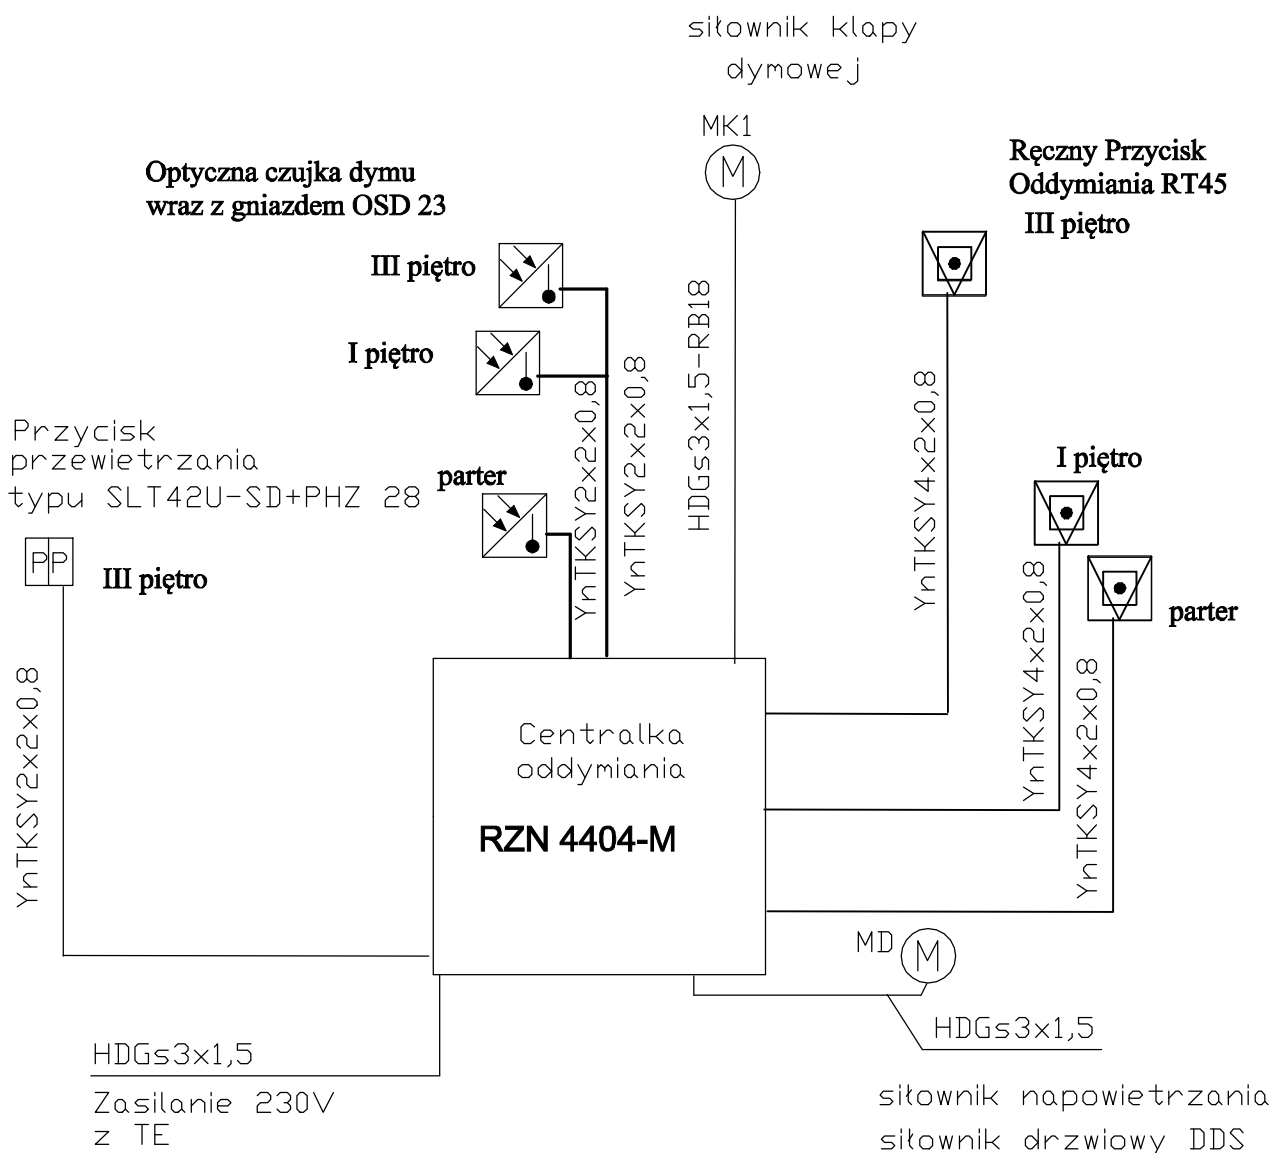 siłownik klapy
dymowej
MK1
M
Optyczna czujka dymu
wraz z gniazdem OSD 23
III piętro
I piętro
parter
Ręczny Przycisk
Oddymiania RT45
III piętro
I piętro
parter
Przycisk
przewietrzania
typu SLT42U-SD+PHZ 28
PP
III piętro
YnTKSY2x2x0,8
YnTKSY2x2x0,8
YnTKSY2x2x0,8
HDGs3x1,5-RB18
YnTKSY4x2x0,8
YnTKSY4x2x0,8
YnTKSY4x2x0,8
Centralka
oddymiania
RZN 4404-M
MD
M
HDGs3x1,5
HDGs3x1,5
Zasilanie 230V
z TE
siłownik napowietrzania
siłownik drzwiowy DDS